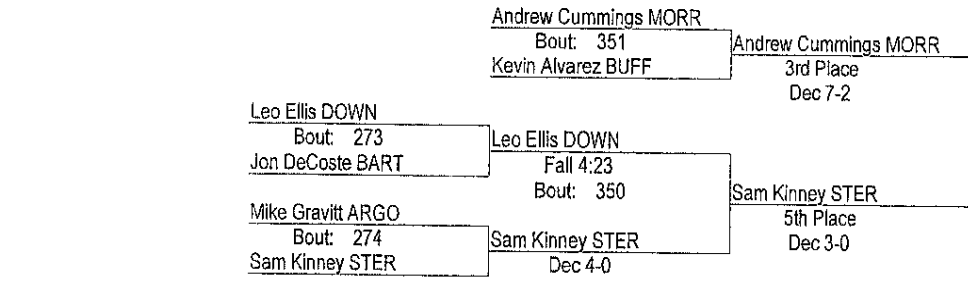 Andrew Cummings MORR
Bout: 351
Kevin Alvarez BUFF
Andrew Cummings MORR
3rd Place
Dec 7-2
Leo Ellis DOWN
Bout: 273
Jon DeCoste BART
Leo Ellis DOWN
Fall 4:23
Bout: 350
Mike Gravitt ARGO
Bout: 274
Sam Kinney STER
Sam Kinney STER
Dec 4-0
Sam Kinney STER
5th Place
Dec 3-0